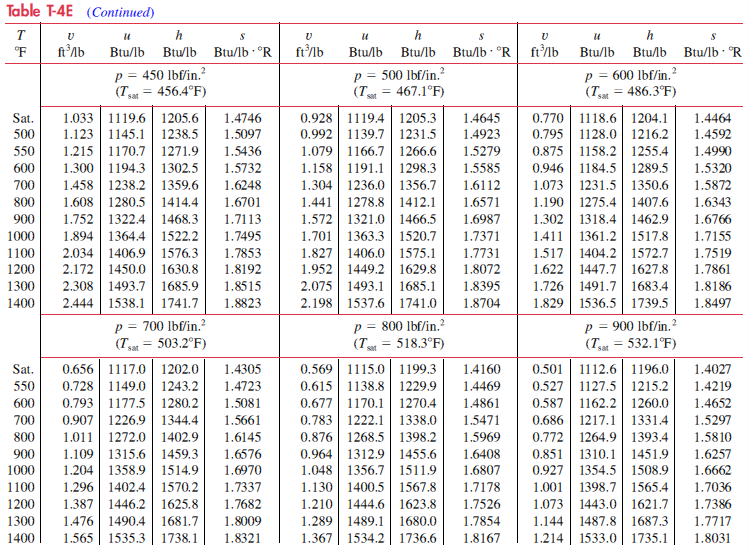 Table T-4E (Continued)
T v u h s v u h s v u h s
°F ft³/lb Btu/lb Btu/lb Btu/lb · °R ft³/lb Btu/lb Btu/lb Btu/lb · °R ft³/lb Btu/lb Btu/lb Btu/lb · °R
p = 450 lbf/in.² p = 500 lbf/in.² p = 600 lbf/in.²
(Tsat = 456.4°F) (Tsat = 467.1°F) (Tsat = 486.3°F)
Sat. 1.033 1119.6 1205.6 1.4746 0.928 1119.4 1205.3 1.4645 0.770 1118.6 1204.1 1.4464
500 1.123 1145.1 1238.5 1.5097 0.992 1139.7 1231.5 1.4923 0.795 1128.0 1216.2 1.4592
550 1.215 1170.7 1271.9 1.5436 1.079 1166.7 1266.6 1.5279 0.875 1158.2 1255.4 1.4990
600 1.300 1194.3 1302.5 1.5732 1.158 1191.1 1298.3 1.5585 0.946 1184.5 1289.5 1.5320
700 1.458 1238.2 1359.6 1.6248 1.304 1236.0 1356.7 1.6112 1.073 1231.5 1350.6 1.5872
800 1.608 1280.5 1414.4 1.6701 1.441 1278.8 1412.1 1.6571 1.190 1275.4 1407.6 1.6343
900 1.752 1322.4 1468.3 1.7113 1.572 1321.0 1466.5 1.6987 1.302 1318.4 1462.9 1.6766
1000 1.894 1364.4 1522.2 1.7495 1.701 1363.3 1520.7 1.7371 1.411 1361.2 1517.8 1.7155
1100 2.034 1406.9 1576.3 1.7853 1.827 1406.0 1575.1 1.7731 1.517 1404.2 1572.7 1.7519
1200 2.172 1450.0 1630.8 1.8192 1.952 1449.2 1629.8 1.8072 1.622 1447.7 1627.8 1.7861
1300 2.308 1493.7 1685.9 1.8515 2.075 1493.1 1685.1 1.8395 1.726 1491.7 1683.4 1.8186
1400 2.444 1538.1 1741.7 1.8823 2.198 1537.6 1741.0 1.8704 1.829 1536.5 1739.5 1.8497
p = 700 lbf/in.² p = 800 lbf/in.² p = 900 lbf/in.²
(Tsat = 503.2°F) (Tsat = 518.3°F) (Tsat = 532.1°F)
Sat. 0.656 1117.0 1202.0 1.4305 0.569 1115.0 1199.3 1.4160 0.501 1112.6 1196.0 1.4027
550 0.728 1149.0 1243.2 1.4723 0.615 1138.8 1229.9 1.4469 0.527 1127.5 1215.2 1.4219
600 0.793 1177.5 1280.2 1.5081 0.677 1170.1 1270.4 1.4861 0.587 1162.2 1260.0 1.4652
700 0.907 1226.9 1344.4 1.5661 0.783 1222.1 1338.0 1.5471 0.686 1217.1 1331.4 1.5297
800 1.011 1272.0 1402.9 1.6145 0.876 1268.5 1398.2 1.5969 0.772 1264.9 1393.4 1.5810
900 1.109 1315.6 1459.3 1.6576 0.964 1312.9 1455.6 1.6408 0.851 1310.1 1451.9 1.6257
1000 1.204 1358.9 1514.9 1.6970 1.048 1356.7 1511.9 1.6807 0.927 1354.5 1508.9 1.6662
1100 1.296 1402.4 1570.2 1.7337 1.130 1400.5 1567.8 1.7178 1.001 1398.7 1565.4 1.7036
1200 1.387 1446.2 1625.8 1.7682 1.210 1444.6 1623.8 1.7526 1.073 1443.0 1621.7 1.7386
1300 1.476 1490.4 1681.7 1.8009 1.289 1489.1 1680.0 1.7854 1.144 1487.8 1687.3 1.7717
1400 1.565 1535.3 1738.1 1.8321 1.367 1534.2 1736.6 1.8167 1.214 1533.0 1735.1 1.8031